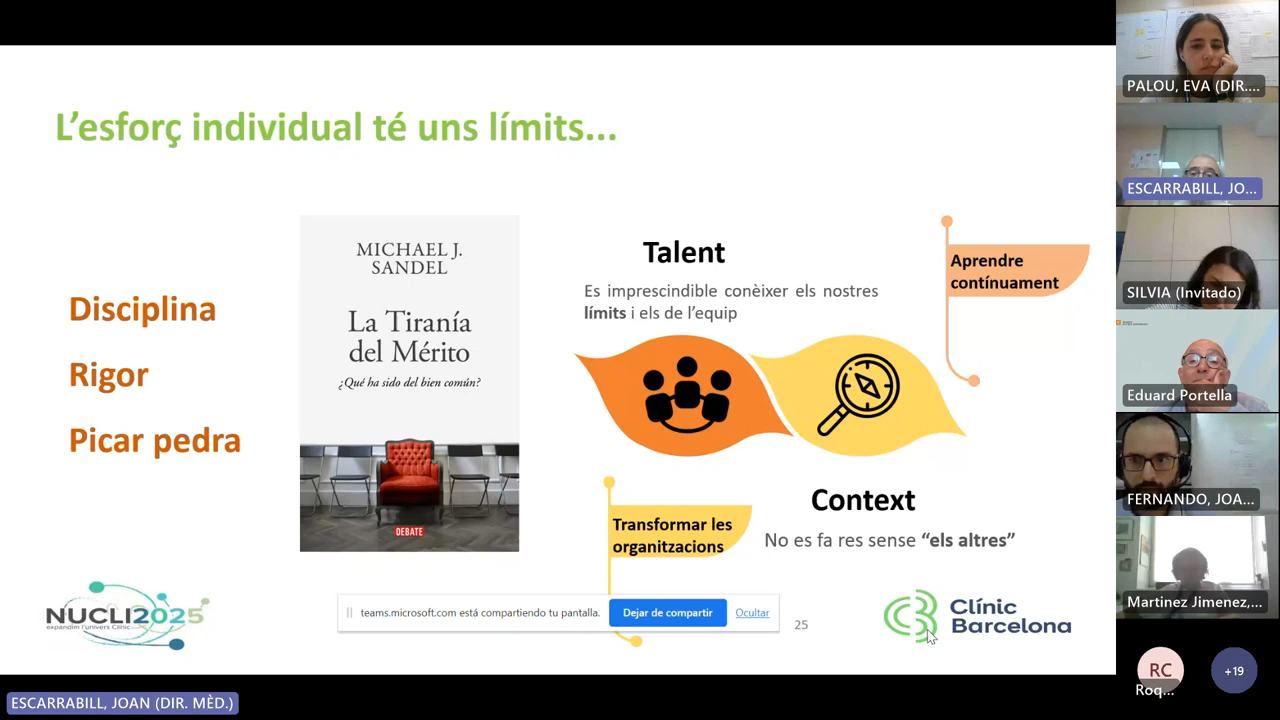 L'esforç individual té uns límits...
Disciplina
Rigor
Picar pedra
MICHAEL J.
SANDEL
La Tiranía
del Mérito
¿Qué ha sido del bien común?
DEBATE
Talent
Es imprescindible conèixer els nostres
límits i els de l'equip
Aprendre
contínuament
Transformar les
organitzacions
Context
No es fa res sense “els altres”
NUCLI2025
expandim l'univers Clínic
teams.microsoft.com está compartiendo tu pantalla.
Dejar de compartir
Ocultar
25
Clínic
Barcelona
ESCARRABILL, JOAN (DIR. MÈD.)
PALOU, EVA (DIR....
ESCARRABILL, JO...
SILVIA (Invitado)
Eduard Portella
FERNANDO, JOA...
Martinez Jimenez,...
RC
Roq...
+19